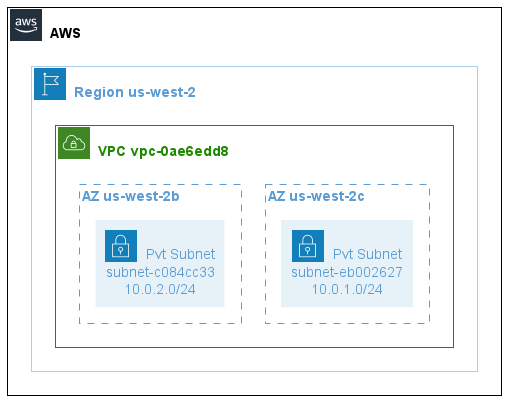 aws
AWS
Region us-west-2
VPC vpc-0ae6edd8
AZ us-west-2b
Pvt Subnet
subnet-c084cc33
10.0.2.0/24
AZ us-west-2c
Pvt Subnet
subnet-eb002627
10.0.1.0/24